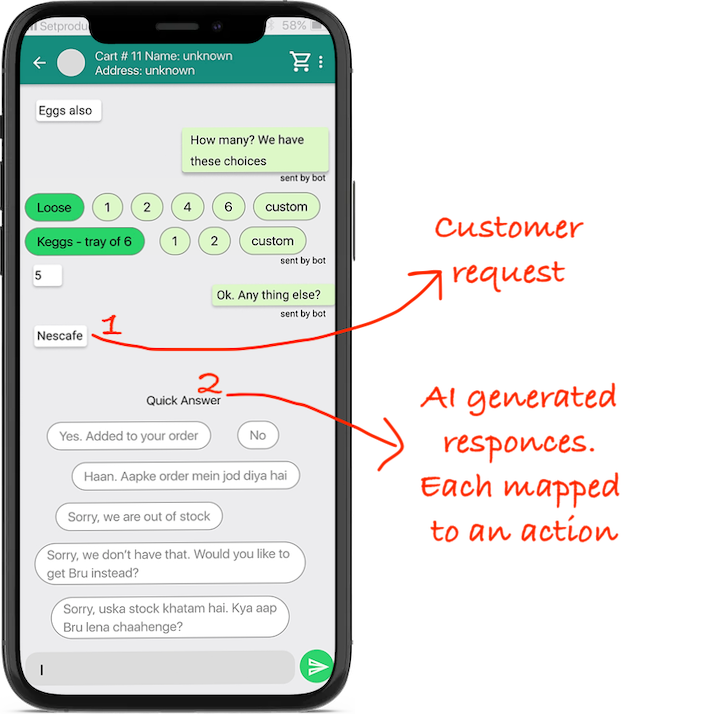 Setprodu 58%
Cart # 11 Name: unknown
Address: unknown
Eggs also
How many? We have
these choices
sent by bot
Loose 1 2 4 6 custom
Keggs - tray of 6 1 2 custom
sent by bot
5
Ok. Any thing else?
sent by bot
Nescafe
1
Customer
request
2
Quick Answer
Yes. Added to your order No
Haan. Aapke order mein jod diya hai
Sorry, we are out of stock
Sorry, we don't have that. Would you like to
get Bru instead?
Sorry, uska stock khatam hai. Kya aap
Bru lena chaahenge?
AI generated
responces.
Each mapped
to an action